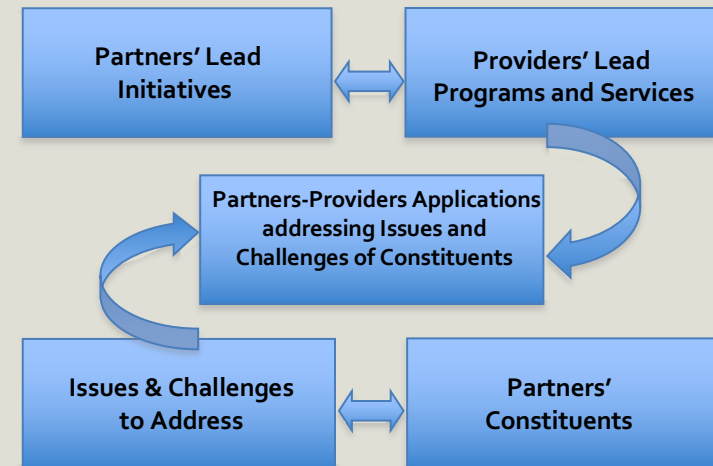 Partners’ Lead
Initiatives
Providers’ Lead
Programs and Services
Partners-Providers Applications
addressing Issues and
Challenges of Constituents
Issues & Challenges
to Address
Partners’
Constituents